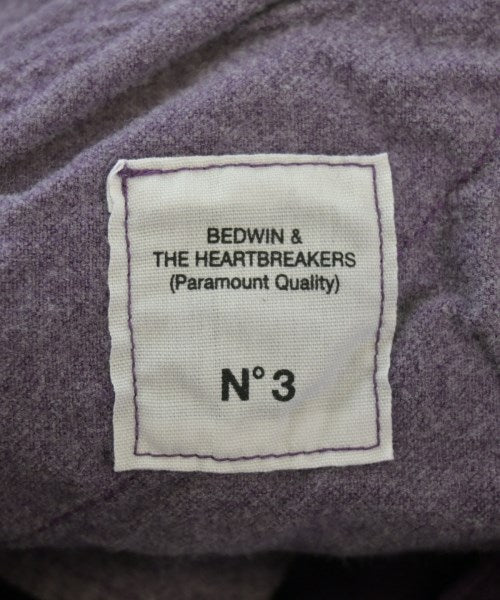 BEDWIN &
THE HEARTBREAKERS
(Paramount Quality)
N° 3